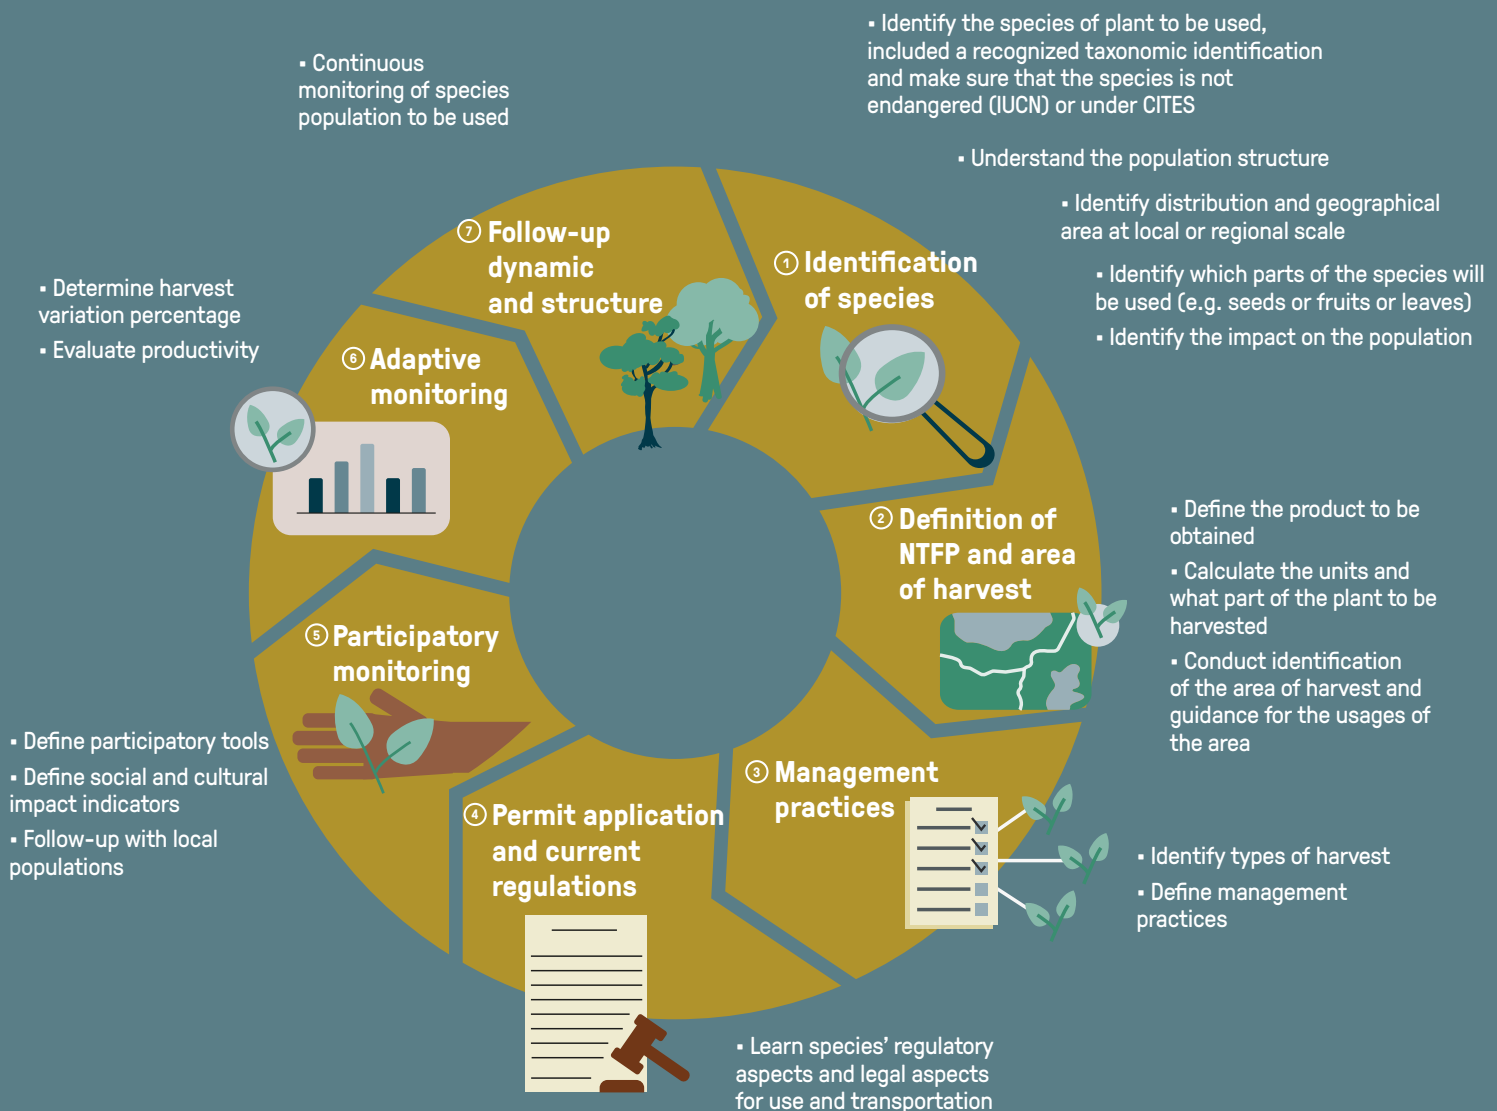 ▪ Identify the species of plant to be used,
included a recognized taxonomic identification
and make sure that the species is not
endangered (IUCN) or under CITES
▪ Understand the population structure
▪ Identify distribution and geographical
area at local or regional scale
▪ Identify which parts of the species will
be used (e.g. seeds or fruits or leaves)
▪ Identify the impact on the population
1 Identification
of species
2 Definition of
NTFP and area
of harvest
▪ Define the product to be
obtained
▪ Calculate the units and
what part of the plant to be
harvested
▪ Conduct identification
of the area of harvest and
guidance for the usages of
the area
3 Management
practices
▪ Identify types of harvest
▪ Define management
practices
4 Permit application
and current
regulations
▪ Learn species’ regulatory
aspects and legal aspects
for use and transportation
5 Participatory
monitoring
▪ Define participatory tools
▪ Define social and cultural
impact indicators
▪ Follow-up with local
populations
6 Adaptive
monitoring
▪ Determine harvest
variation percentage
▪ Evaluate productivity
7 Follow-up
dynamic
and structure
▪ Continuous
monitoring of species
population to be used